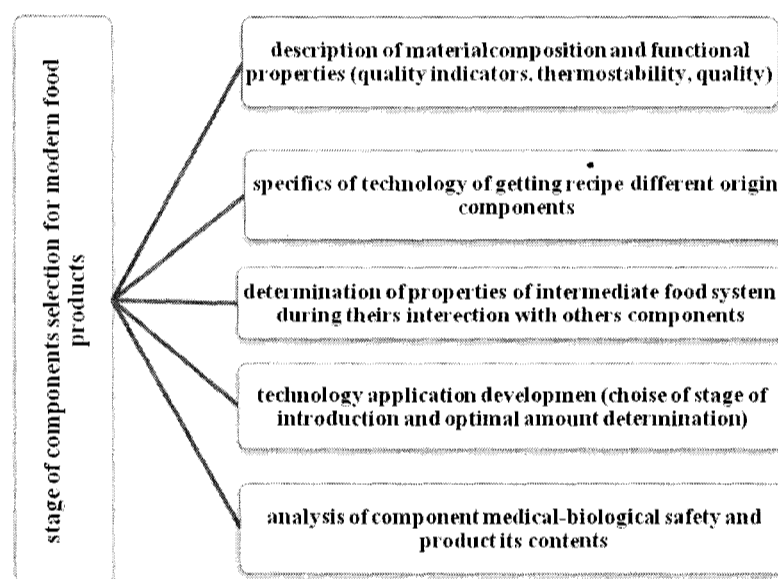 stage of components selection for modern food
products
description of materialcomposition and functional
properties (quality indicators, thermostability, quality)
specifics of technology of getting recipe different origin
components
determination of properties of intermediate food system
during theirs interection with others components
technology application developmen (choise of stage of
introduction and optimal amount determination)
analysis of component medical-biological safety and
product its contents